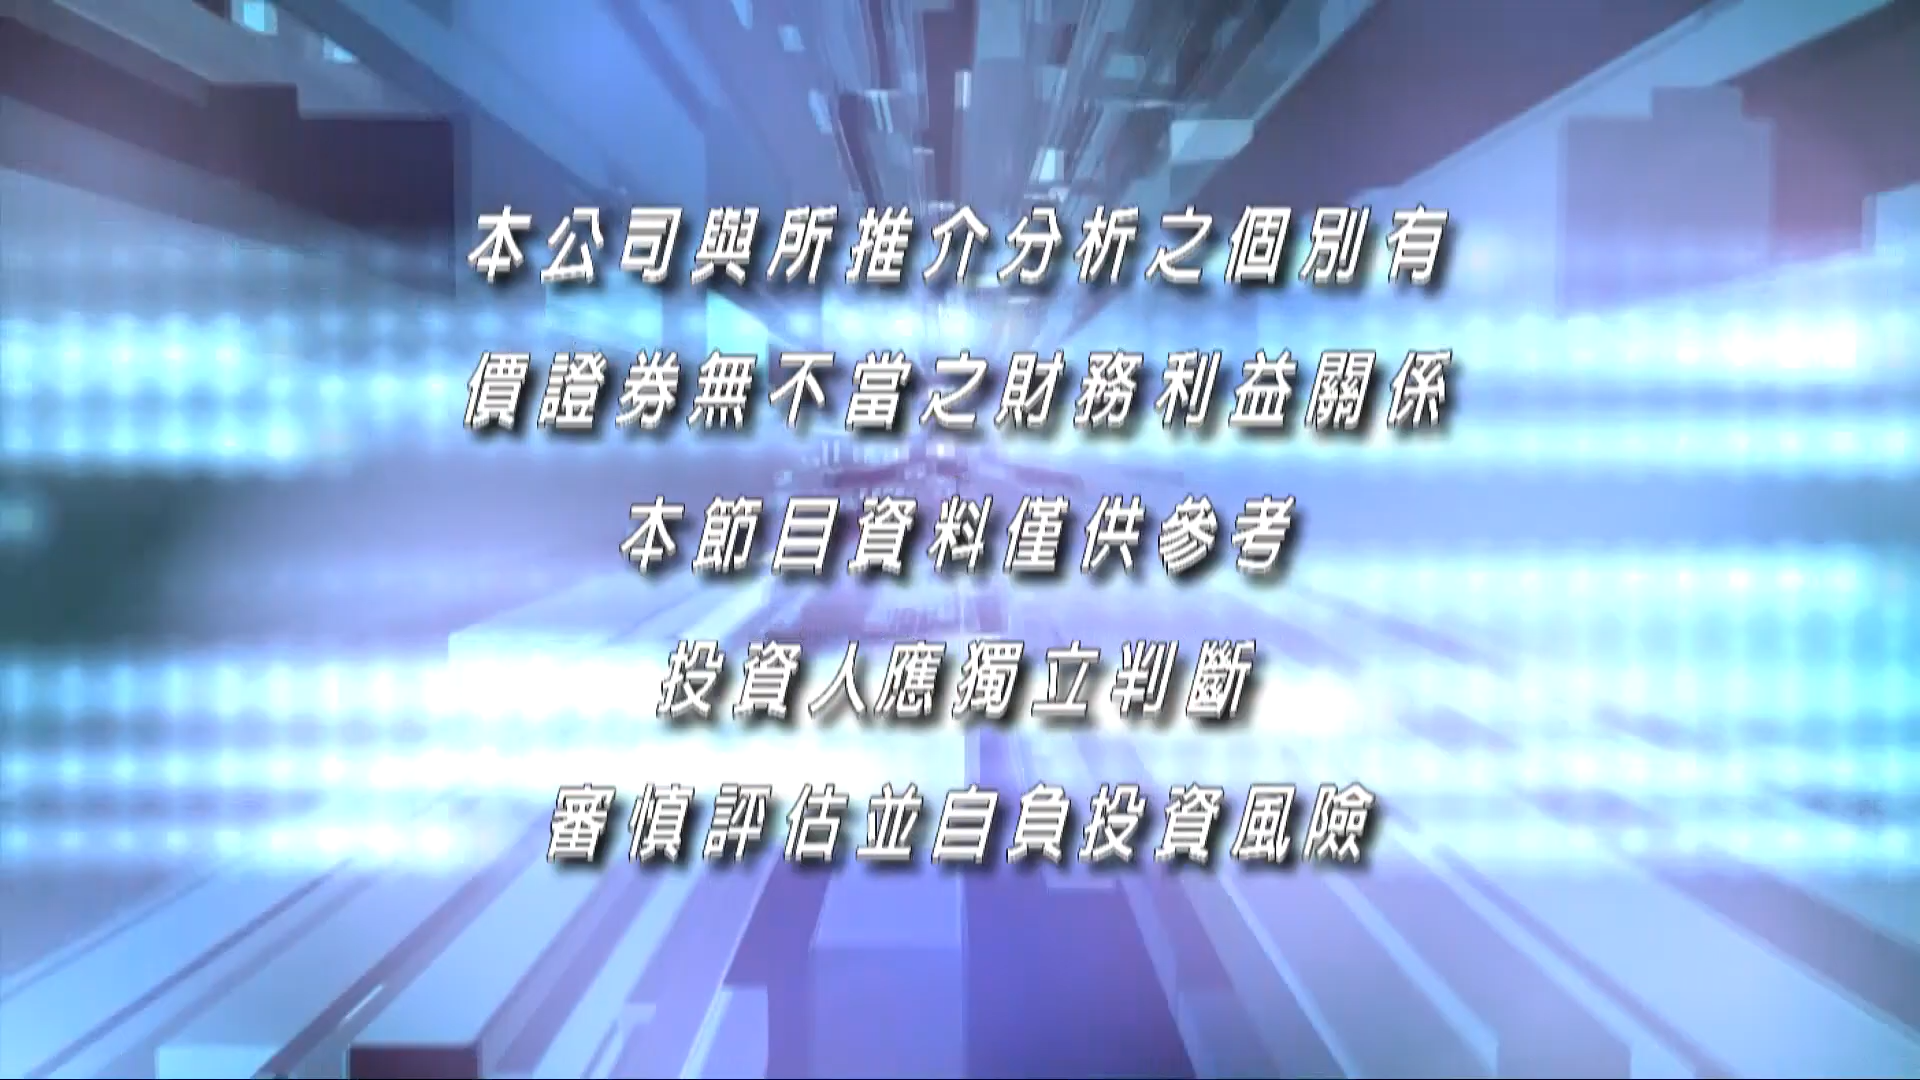 本公司與所推介分析之個別有
價證券無不當之財務利益關係
本節目資料僅供參考
投資人應獨立判斷
審慎評估並自負投資風險